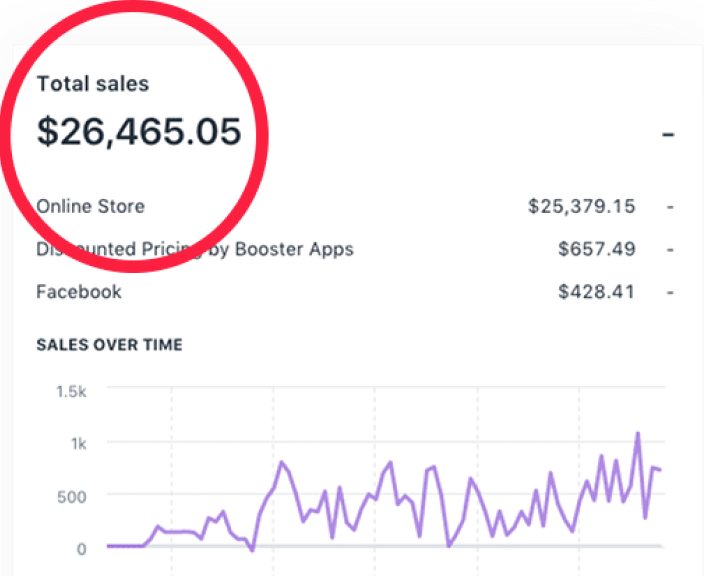 Total sales
$26,465.05 -
Online Store $25,379.15 -
Discounted Pricing by Booster Apps $657.49 -
Facebook $428.41 -
SALES OVER TIME
1.5k
1k
500
0